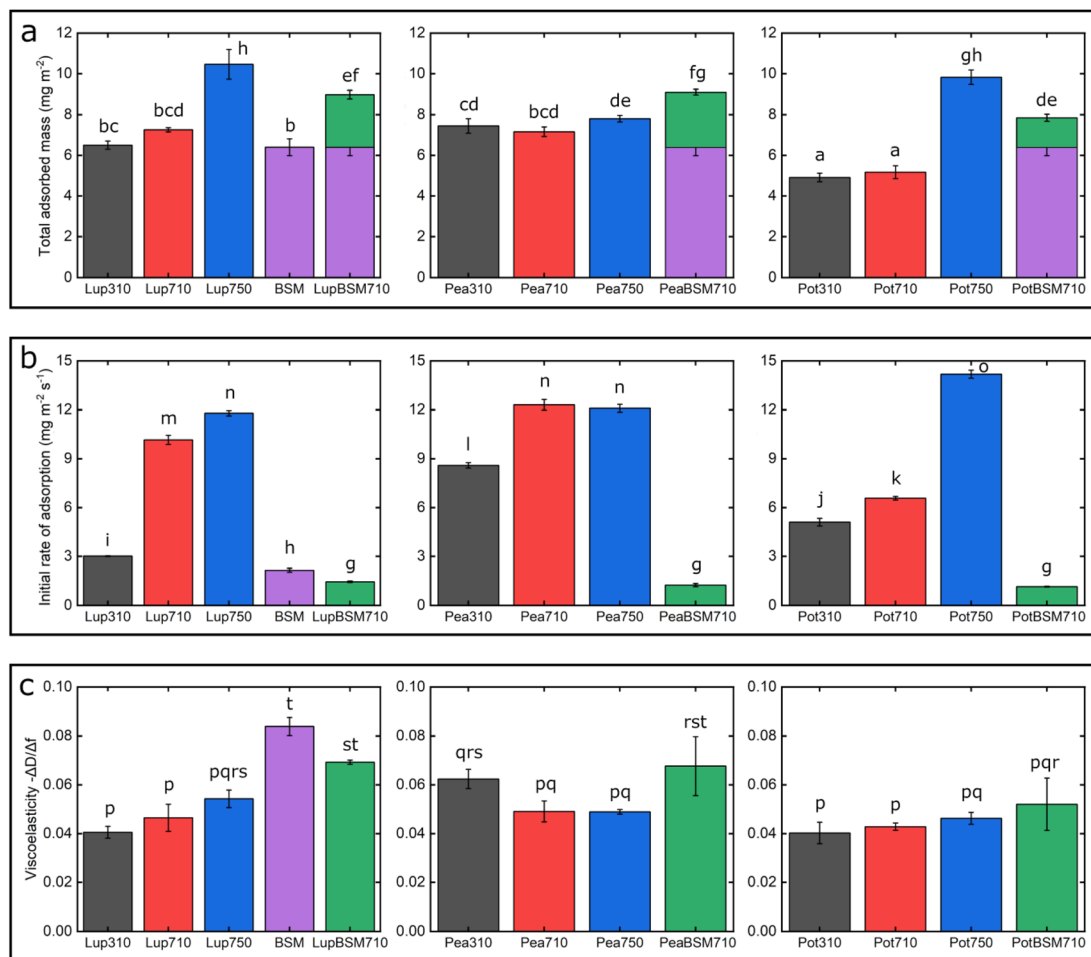 a
Total adsorbed mass (mg m⁻²)
12
10
8
6
4
2
0
bc
bcd
h
b
ef
Lup310 Lup710 Lup750 BSM LupBSM710
12
10
8
6
4
2
0
cd
bcd
de
fg
Pea310 Pea710 Pea750 PeaBSM710
12
10
8
6
4
2
0
a
a
gh
de
Pot310 Pot710 Pot750 PotBSM710
b
Initial rate of adsorption (mg m⁻² s⁻¹)
15
12
9
6
3
0
i
m
n
h
g
Lup310 Lup710 Lup750 BSM LupBSM710
15
12
9
6
3
0
l
n
n
g
Pea310 Pea710 Pea750 PeaBSM710
15
12
9
6
3
0
j
k
o
g
Pot310 Pot710 Pot750 PotBSM710
c
Viscoelasticity -ΔD/Δf
0.10
0.08
0.06
0.04
0.02
0.00
p
p
pqrs
t
st
Lup310 Lup710 Lup750 BSM LupBSM710
0.10
0.08
0.06
0.04
0.02
0.00
qrs
pq
pq
rst
Pea310 Pea710 Pea750 PeaBSM710
0.10
0.08
0.06
0.04
0.02
0.00
p
p
pq
pqr
Pot310 Pot710 Pot750 PotBSM710